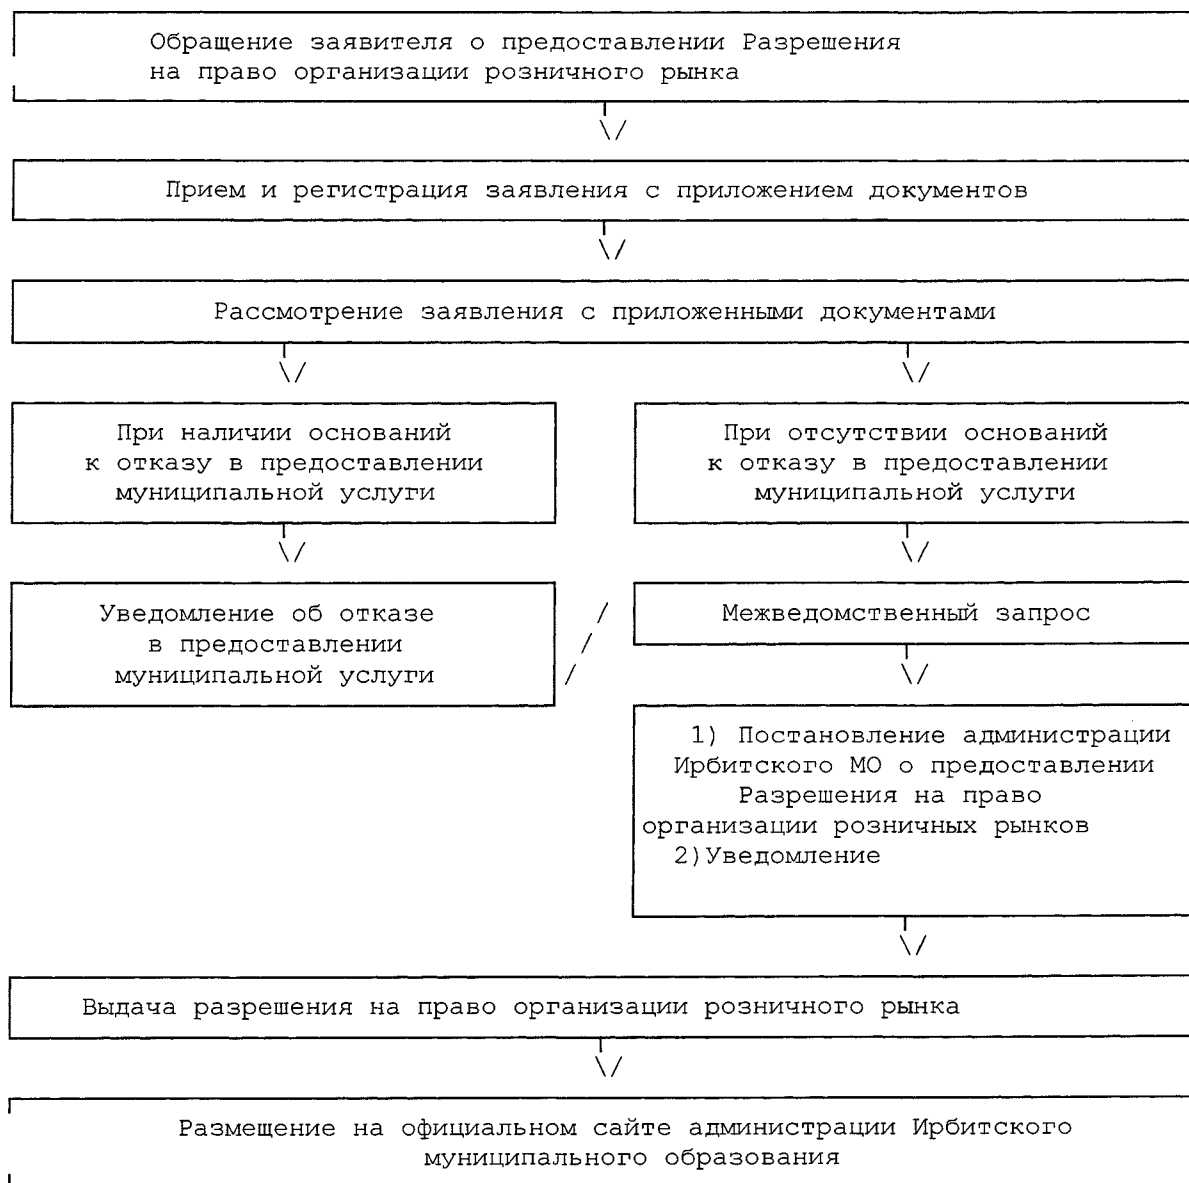 Обращение заявителя о предоставлении Разрешения
на право организации розничного рынка
\/
Прием и регистрация заявления с приложением документов
\/
Рассмотрение заявления с приложенными документами
\/
\/
При наличии оснований
к отказу в предоставлении
муниципальной услуги
При отсутствии оснований
к отказу в предоставлении
муниципальной услуги
\/
\/
Уведомление об отказе
в предоставлении
муниципальной услуги
/
/
/
Межведомственный запрос
\/
1) Постановление администрации
Ирбитского МО о предоставлении
Разрешения на право
организации розничных рынков
2)Уведомление
\/
Выдача разрешения на право организации розничного рынка
\/
Размещение на официальном сайте администрации Ирбитского
муниципального образования